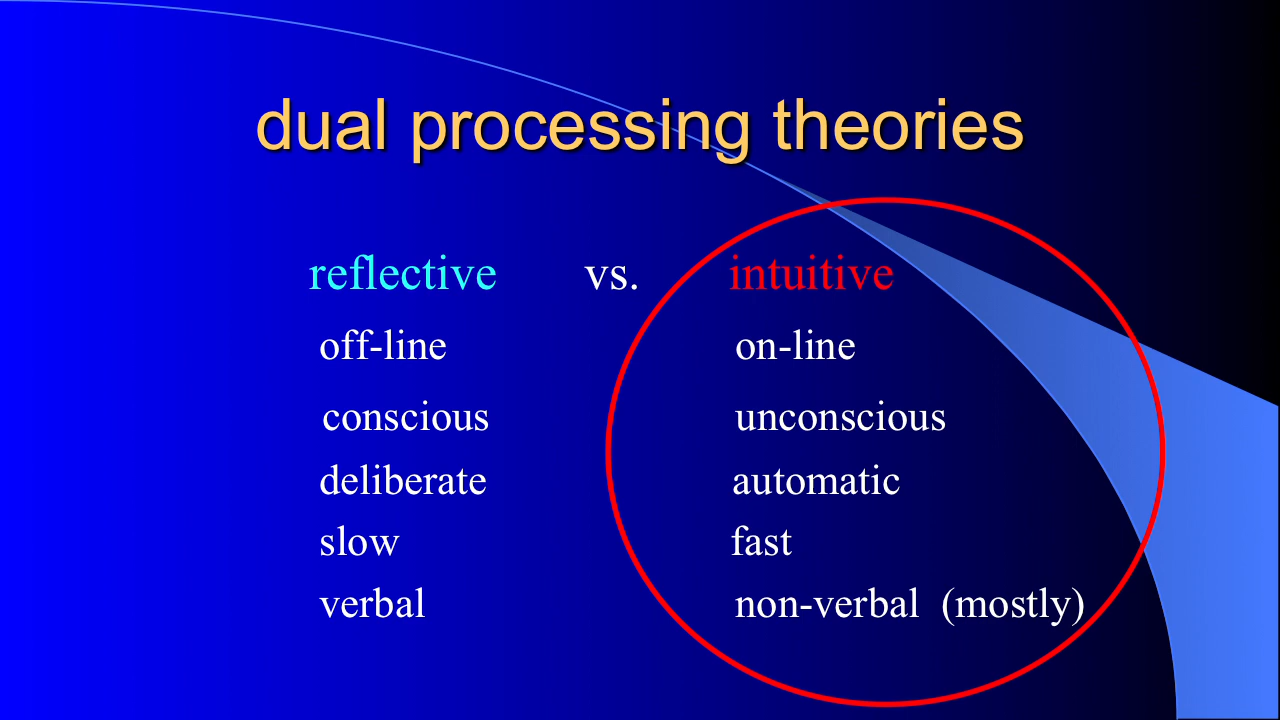 dual processing theories
reflective vs. intuitive
off-line on-line
conscious unconscious
deliberate automatic
slow fast
verbal non-verbal (mostly)